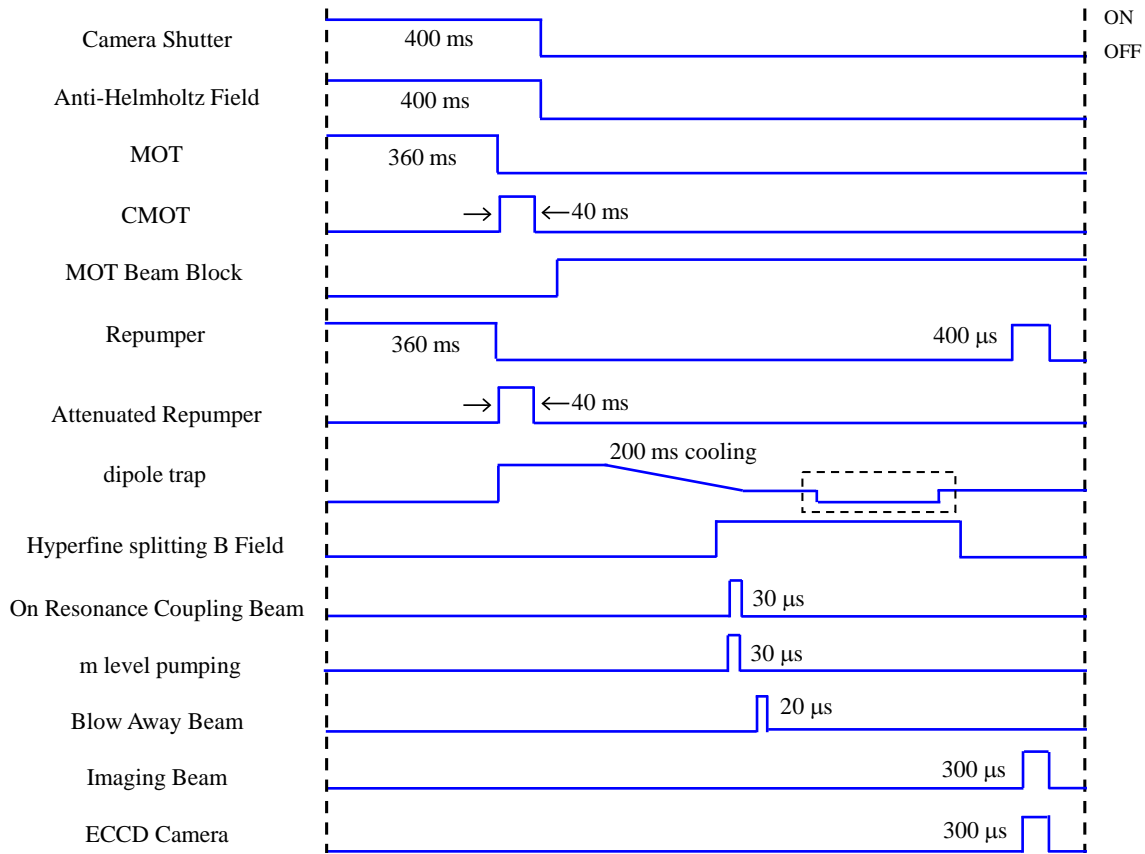 ON
Camera Shutter
400 ms
OFF
Anti-Helmholtz Field
400 ms
MOT
360 ms
CMOT
40 ms
MOT Beam Block
Repumper
360 ms
400 μs
Attenuated Repumper
40 ms
200 ms cooling
dipole trap
Hyperfine splitting B Field
On Resonance Coupling Beam
30 μs
m level pumping
30 μs
Blow Away Beam
20 μs
Imaging Beam
300 μs
ECCD Camera
300 μs